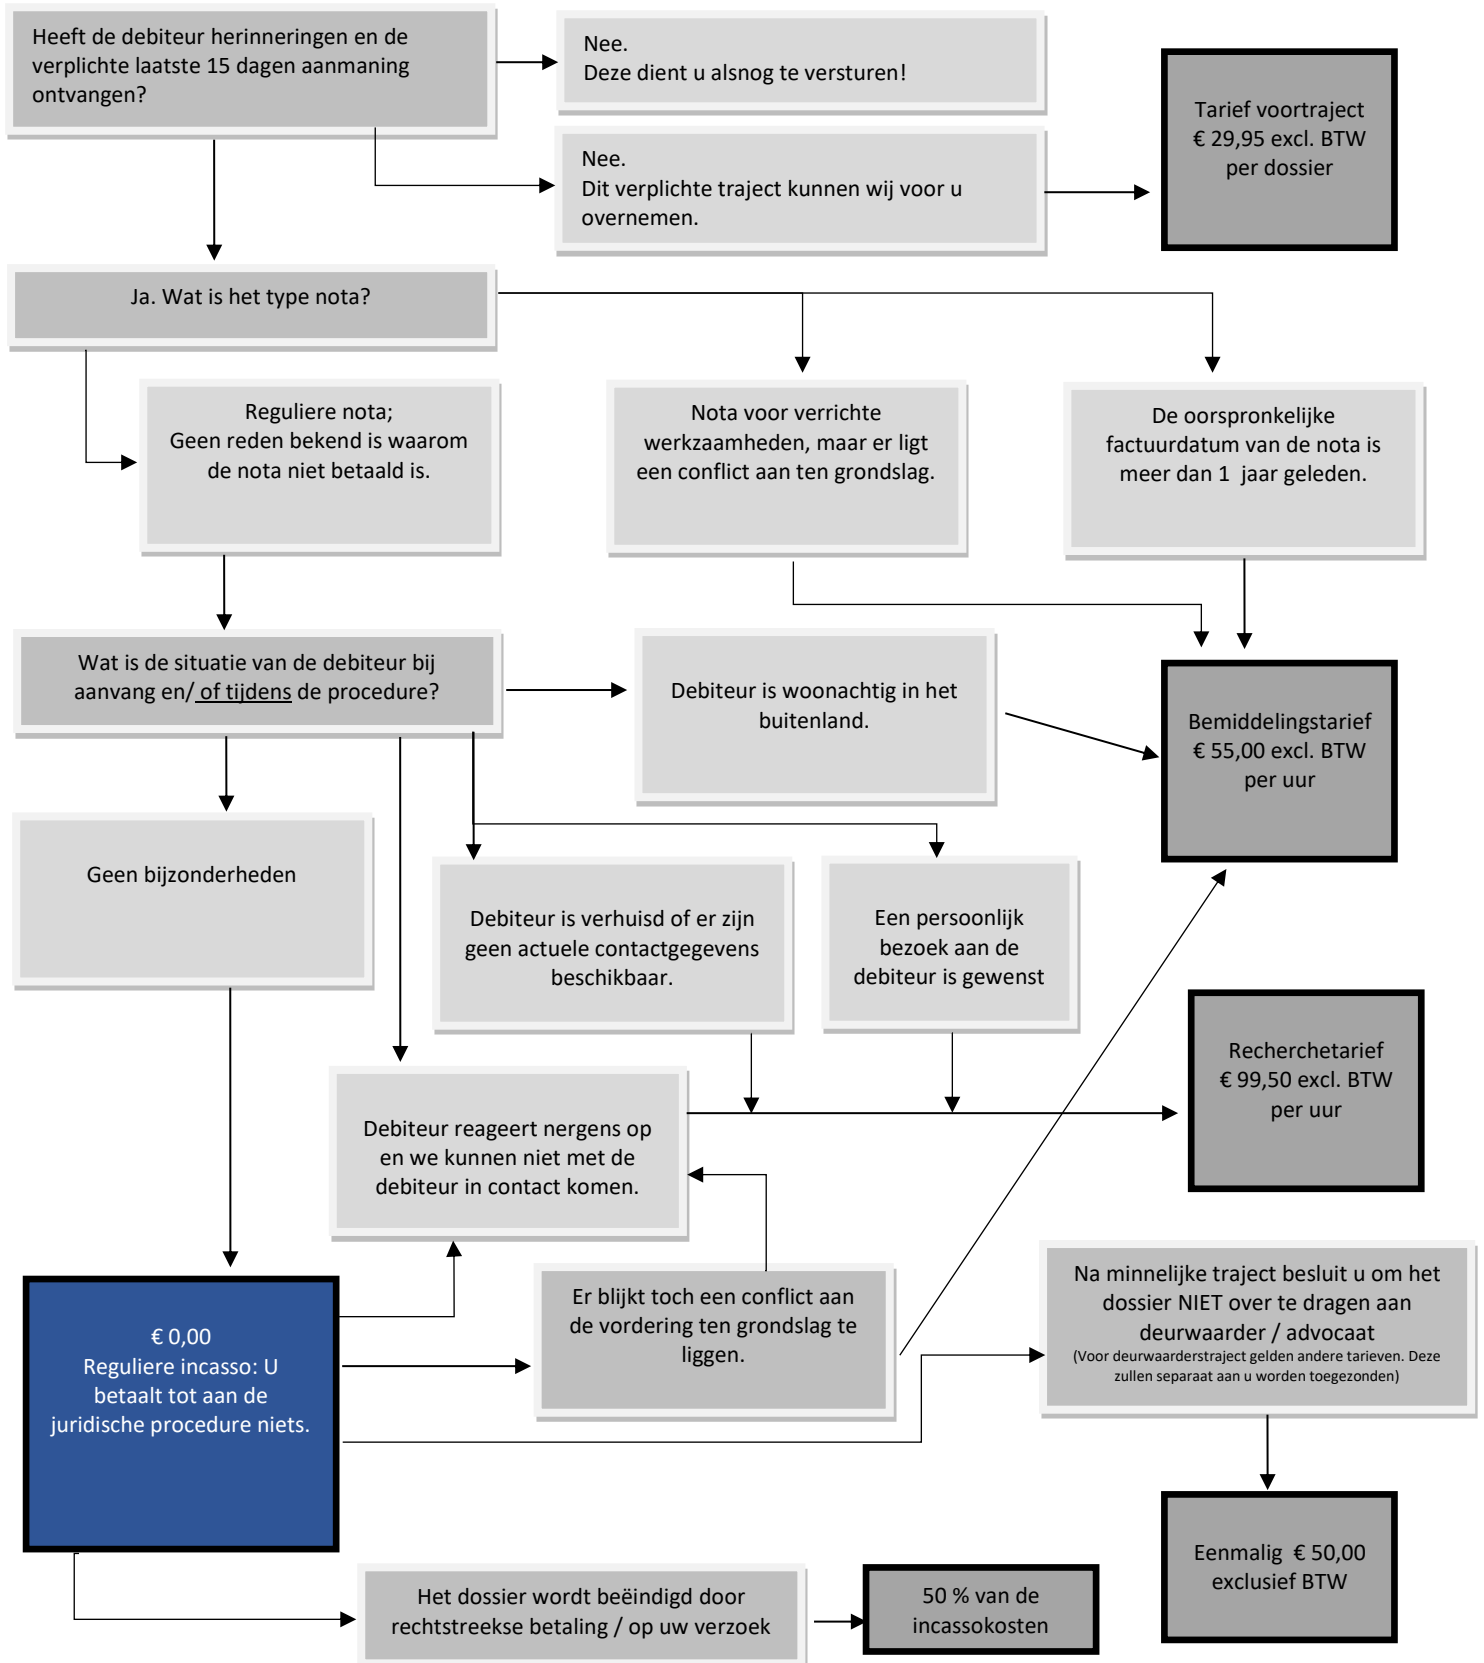 Heeft de debiteur herinneringen en de
verplichte laatste 15 dagen aanmaning
ontvangen?
Nee.
Deze dient u alsnog te versturen!
Tarief voortraject
€ 29,95 excl. BTW
per dossier
Nee.
Dit verplichte traject kunnen wij voor u
overnemen.
Ja. Wat is het type nota?
Reguliere nota;
Geen reden bekend is waarom
de nota niet betaald is.
Nota voor verrichte
werkzaamheden, maar er ligt
een conflict aan ten grondslag.
De oorspronkelijke
factuurdatum van de nota is
meer dan 1 jaar geleden.
Wat is de situatie van de debiteur bij
aanvang en/ of tijdens de procedure?
Debiteur is woonachtig in het
buitenland.
Bemiddelingstarief
€ 55,00 excl. BTW
per uur
Geen bijzonderheden
Debiteur is verhuisd of er zijn
geen actuele contactgegevens
beschikbaar.
Een persoonlijk
bezoek aan de
debiteur is gewenst
Recherchetarief
€ 99,50 excl. BTW
per uur
Debiteur reageert nergens op
en we kunnen niet met de
debiteur in contact komen.
€ 0,00
Reguliere incasso: U
betaalt tot aan de
juridische procedure niets.
Er blijkt toch een conflict aan
de vordering ten grondslag te
liggen.
Na minnelijke traject besluit u om het
dossier NIET over te dragen aan
deurwaarder / advocaat
(Voor deurwaarderstraject gelden andere tarieven. Deze
zullen separaat aan u worden toegezonden)
Eenmalig € 50,00
exclusief BTW
Het dossier wordt beëindigd door
rechtstreekse betaling / op uw verzoek
50 % van de
incassokosten